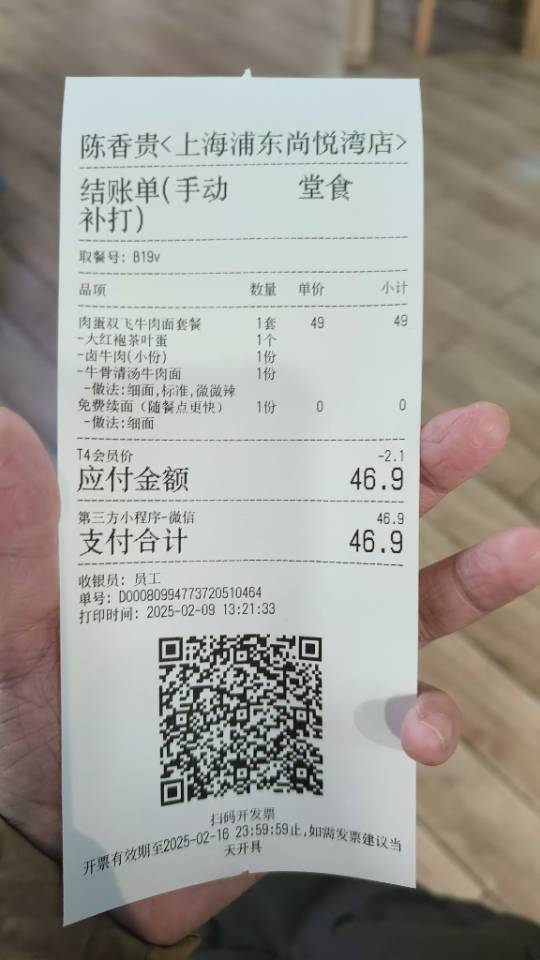 陈香贵<上海浦东尚悦湾店>
结账单(手动 堂食
补打)
取餐号: B19v
品项 数量 单价 小计
肉蛋双飞牛肉面套餐 1套 49 49
-大红袍茶叶蛋 1个
-卤牛肉(小份) 1份
-牛骨清汤牛肉面 1份
-做法:细面,标准,微微辣
免费续面（随餐点更快） 1份 0 0
-做法:细面
T4会员价 -2.1
应付金额 46.9
第三方小程序-微信 46.9
支付合计 46.9
收银员: 员工
单号: D00080994773720510464
打印时间: 2025-02-09 13:21:33
扫码开发票
开票有效期至2025-02-16 23:59:59止,如需发票建议当
天开具